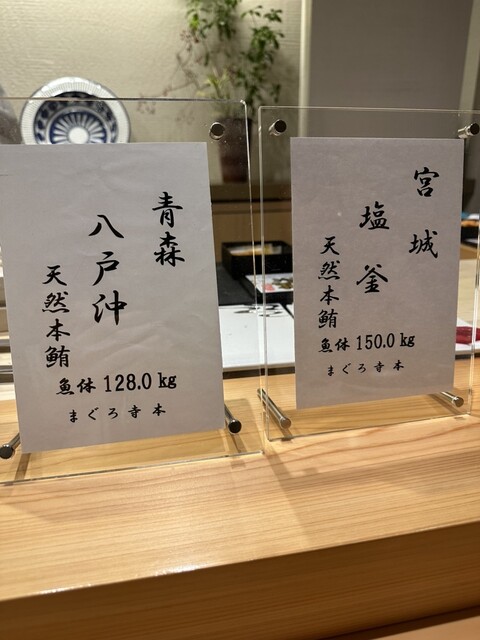 青森
八戸沖
天然本鮪
魚体 128.0 kg
まぐろ寺本
宮城
塩釜
天然本鮪
魚体 150.0 kg
まぐろ寺本